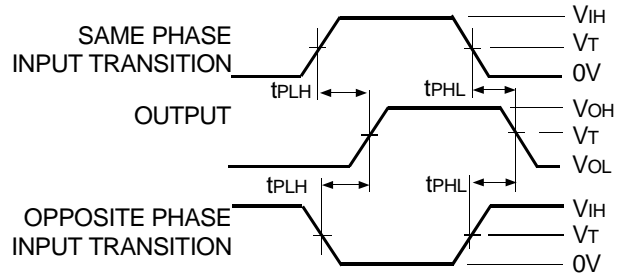 SAME PHASE
INPUT TRANSITION
VIH
VT
0V
tPLH
tPHL
OUTPUT
VOH
VT
VOL
tPLH
tPHL
OPPOSITE PHASE
INPUT TRANSITION
VIH
VT
0V